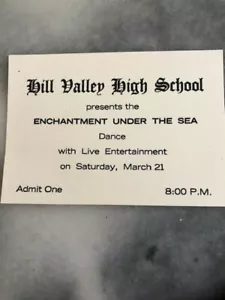 Hill Valley High School
presents the
ENCHANTMENT UNDER THE SEA
Dance
with Live Entertainment
on Saturday, March 21
Admit One 8:00 P.M.